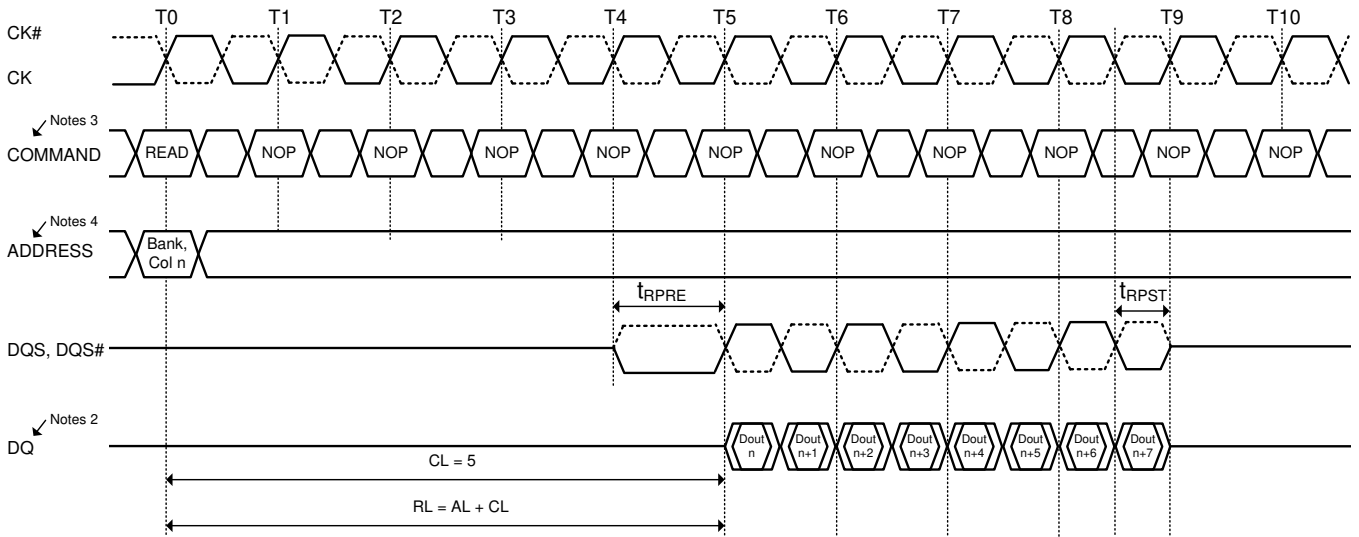 T0 T1 T2 T3 T4 T5 T6 T7 T8 T9 T10
CK#
CK
Notes 3
COMMAND READ NOP NOP NOP NOP NOP NOP NOP NOP NOP NOP
Notes 4
ADDRESS
Bank,
Col n
tRPRE tRPST
DQS, DQS#
Notes 2
DQ
Dout n
Dout n+1
Dout n+2
Dout n+3
Dout n+4
Dout n+5
Dout n+6
Dout n+7
CL = 5
RL = AL + CL